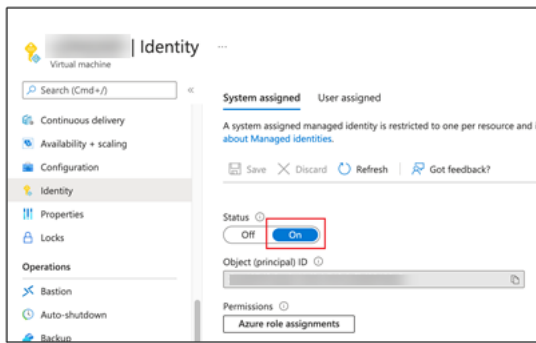 | Identity ...
Virtual machine
Search (Cmd+/)
«
Continuous delivery
Availability + scaling
Configuration
Identity
Properties
Locks
Operations
Bastion
Auto-shutdown
Backup
System assigned User assigned
A system assigned managed identity is restricted to one per resource and
about Managed identities.
Save Discard Refresh Got feedback?
Status
Off On
Object (principal) ID
Permissions
Azure role assignments